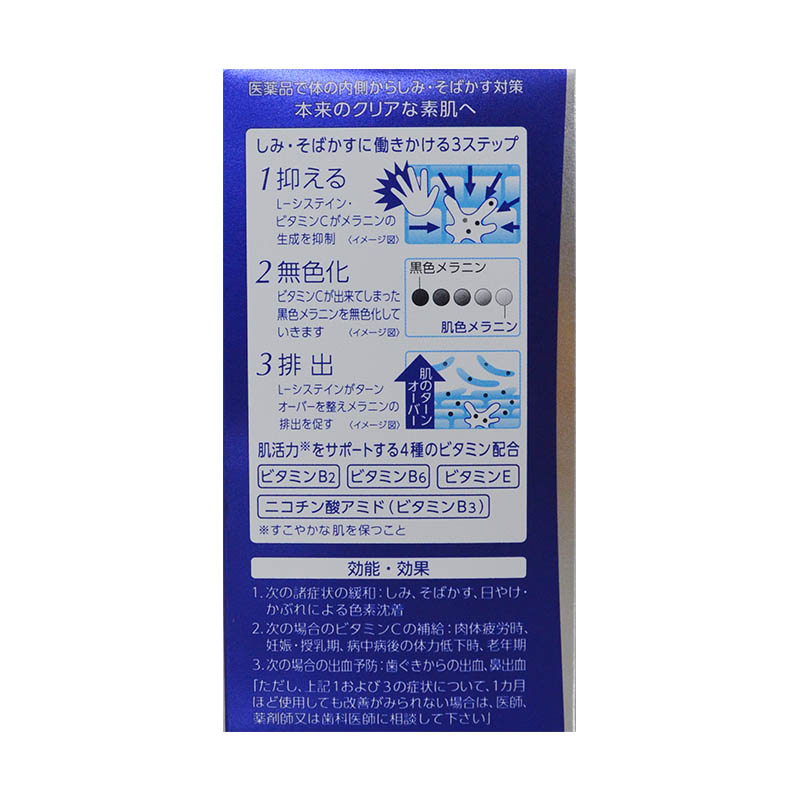 医薬品で体の内側からしみ・そばかす対策
本来のクリアな素肌へ
しみ・そばかすに働きかける3ステップ
1 抑える
L-システイン・
ビタミンCがメラニンの
生成を抑制 〈イメージ図〉
2 無色化
ビタミンCが出来てしまった
黒色メラニンを無色化して
いきます 〈イメージ図〉
黒色メラニン
肌色メラニン
3 排出
L-システインがターン
オーバーを整えメラニンの
排出を促す 〈イメージ図〉
肌のターン
オーバー
肌活力※をサポートする4種のビタミン配合
ビタミンB2 ビタミンB6 ビタミンE
ニコチン酸アミド(ビタミンB3)
※すこやかな肌を保つこと
効能・効果
1. 次の諸症状の緩和:しみ、そばかす、日やけ・
かぶれによる色素沈着
2. 次の場合のビタミンCの補給:肉体疲労時、
妊娠・授乳期、病中病後の体力低下時、老年期
3. 次の場合の出血予防:歯ぐきからの出血、鼻出血
「ただし、上記1および3の症状について、1カ月
ほど使用しても改善がみられない場合は、医師、
薬剤師又は歯科医師に相談して下さい」